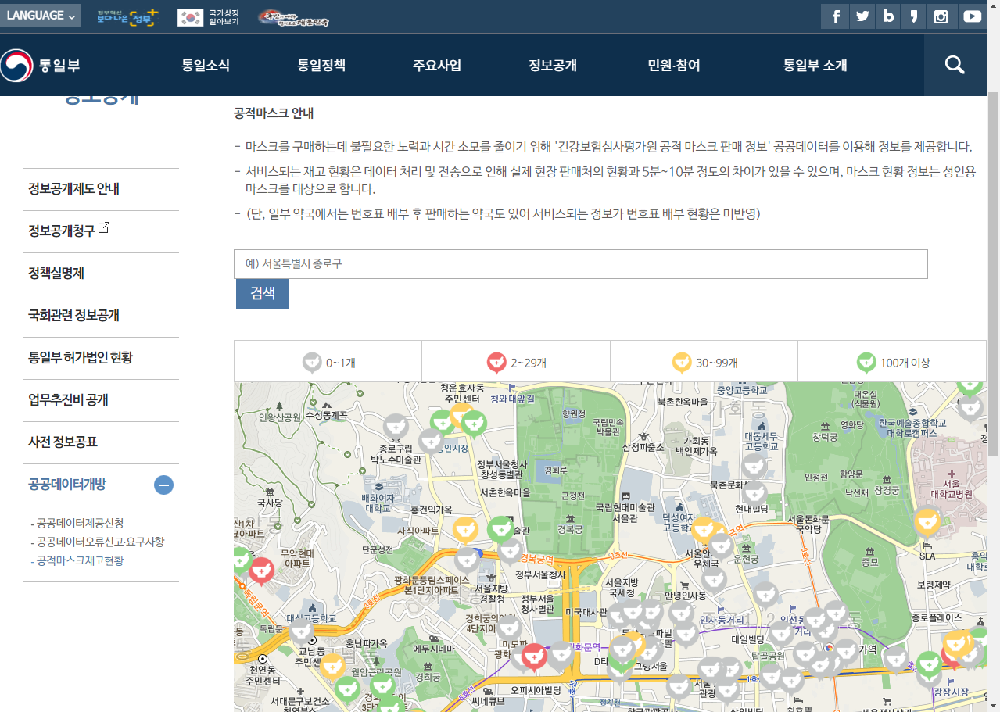 LANGUAGE
정부혁신
보다나은 정부
국가상징
알아보기
통일부
통일소식
통일정책
주요사업
정보공개
민원·참여
통일부 소개
정보공개제도 안내
정보공개청구
정책실명제
국회관련 정보공개
통일부 허가법인 현황
업무추진비 공개
사전 정보공표
공공데이터개방
- 공공데이터제공신청
- 공공데이터오류신고·요구사항
- 공적마스크재고현황
공적마스크 안내
- 마스크를 구매하는데 불필요한 노력과 시간 소모를 줄이기 위해 '건강보험심사평가원 공적 마스크 판매 정보' 공공데이터를 이용해 정보를 제공합니다.
- 서비스되는 재고 현황은 데이터 처리 및 전송으로 인해 실제 현장 판매처의 현황과 5분~10분 정도의 차이가 있을 수 있으며, 마스크 현황 정보는 성인용
마스크를 대상으로 합니다.
- (단, 일부 약국에서는 번호표 배부 후 판매하는 약국도 있어 서비스되는 정보가 번호표 배부 현황은 미반영)
예) 서울특별시 종로구
검색
0~1개
2~29개
30~99개
100개 이상
청운효자동
주민센터
청와대앞길
인왕산공원
수성동계곡
향원정
국립민속
박물관
북촌한옥마을
중앙고등학교
가회동
대온실
(식물원)
창덕궁
영화당
한국예술종합학교
대학로캠퍼스
종로구립
박노수미술관
정부서울청사
창성동별관
경회루
삼청파출소
가회동
백인제가옥
대동세무
고등학교
국사당
배화여자
대학교
홍건익가옥
서촌한옥마을
근정전
국립현대미술관
서울관
경복궁
덕성여자
현대빌딩
인정전
함양문
낙선재
창경궁
서울
대학교병원
사직아파트
단군성전
무악현대
아파트
경복궁역
3호선
운현궁
서울돈화문
국악당
종묘
SLA
보령제약
광화문풍림스페이스
본1단지아파트
서울지방
경찰청
정부서울청사
정부서울
청사별관
서울지방
국세청
미국대사관
안녕인사동
인사동거리
종로플레이스
독립문역
독립문
대신고등학교
교남동
천연동
주민센터
홍난파가옥
월암근린공원
에무시네마
경희궁
광화문역
대일빌딩
탑골공원
서대문구보건소
씨네큐브
오피시아빌딩
5호선
1호선
청계천
광장시장